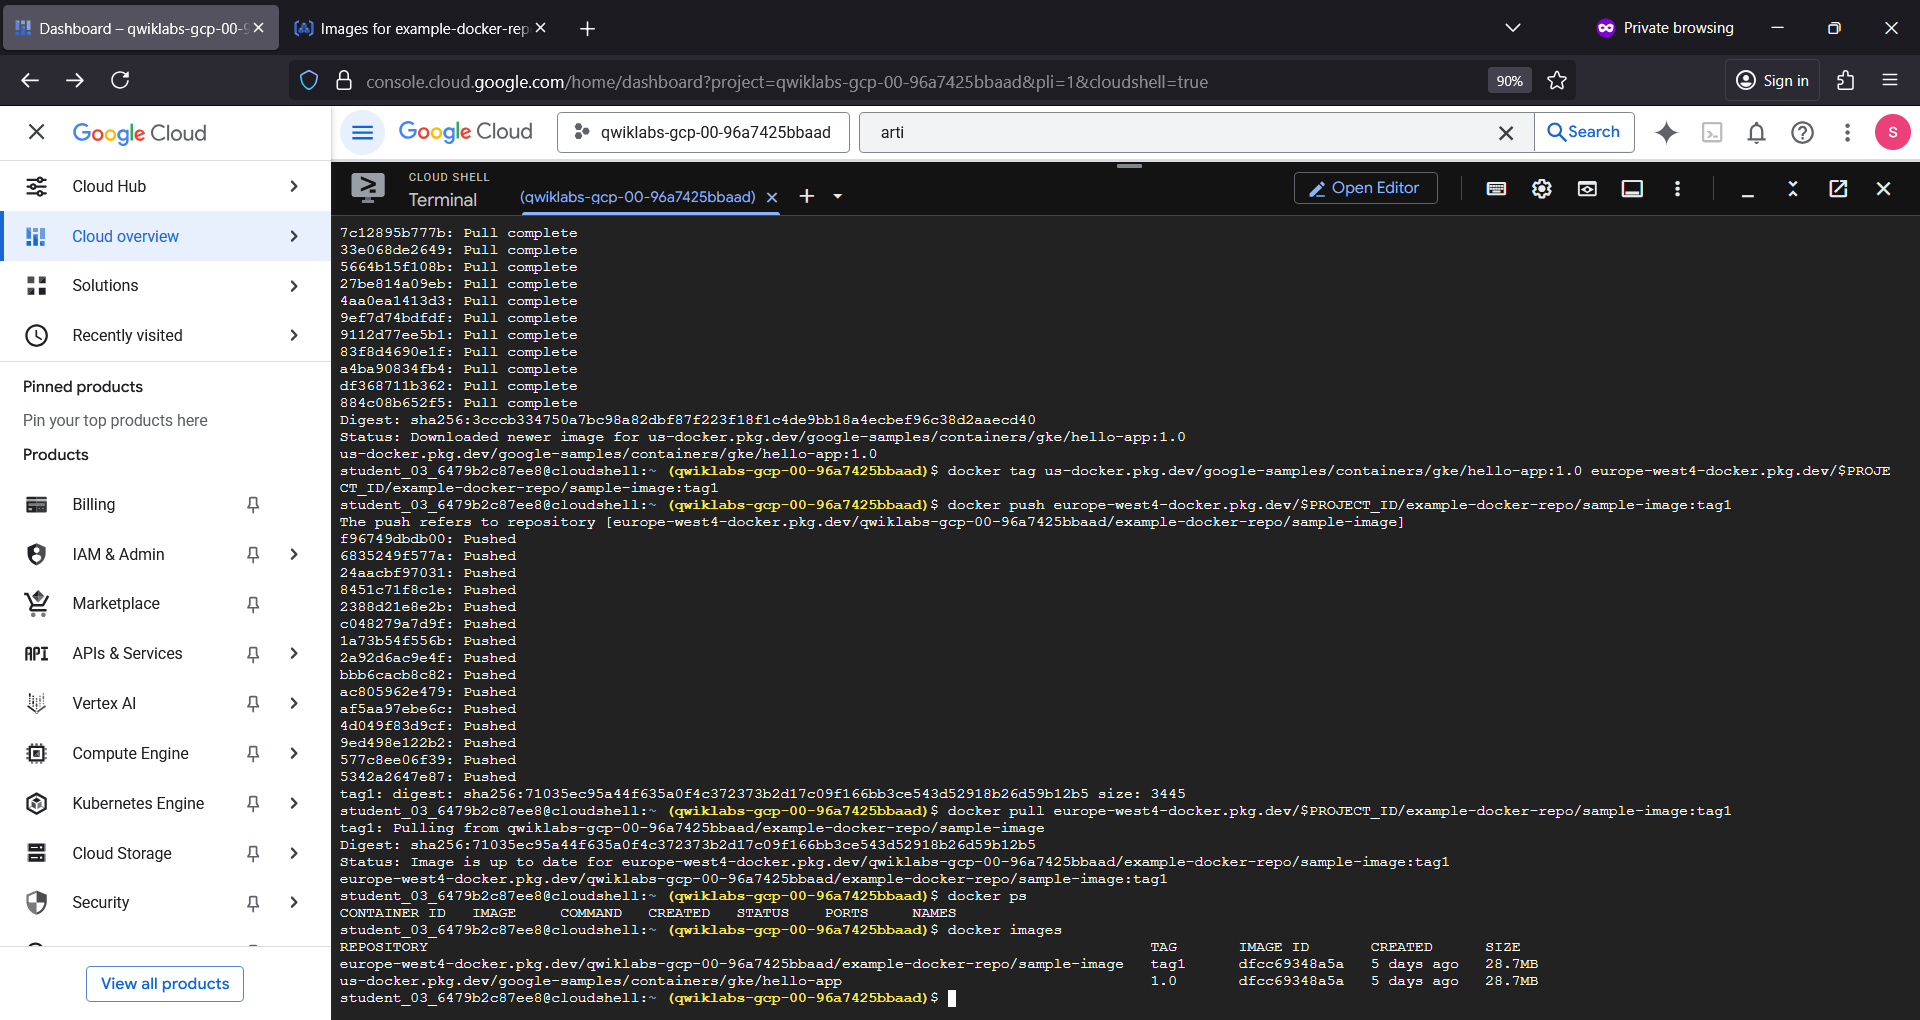 Dashboard – qwiklabs-gcp-00-9
Images for example-docker-rep
Private browsing
console.cloud.google.com/home/dashboard?project=qwiklabs-gcp-00-96a7425bbaad&pli=1&cloudshell=true
90%
Sign in
Google Cloud
Google Cloud
qwiklabs-gcp-00-96a7425bbaad
arti
Search
S
Cloud Hub
Cloud overview
Solutions
Recently visited
Pinned products
Pin your top products here
Products
Billing
IAM & Admin
Marketplace
API
APIs & Services
Vertex AI
Compute Engine
Kubernetes Engine
Cloud Storage
Security
View all products
CLOUD SHELL
Terminal
(qwiklabs-gcp-00-96a7425bbaad)
Open Editor
7c12895b777b: Pull complete
33e068de2649: Pull complete
5664b15f108b: Pull complete
27be814a09eb: Pull complete
4aa0ea1413d3: Pull complete
9ef7d74bdfdf: Pull complete
9112d77ee5b1: Pull complete
83f8d4690e1f: Pull complete
a4ba90834fb4: Pull complete
df368711b362: Pull complete
884c08b652f5: Pull complete
Digest: sha256:3cccb334750a7bc98a82dbf87f223f18f1c4de9bb18a4ecbef96c38d2aaecd40
Status: Downloaded newer image for us-docker.pkg.dev/google-samples/containers/gke/hello-app:1.0
us-docker.pkg.dev/google-samples/containers/gke/hello-app:1.0
student_03_6479b2c87ee8@cloudshell:~ (qwiklabs-gcp-00-96a7425bbaad)$ docker tag us-docker.pkg.dev/google-samples/containers/gke/hello-app:1.0 europe-west4-docker.pkg.dev/$PROJE
CT_ID/example-docker-repo/sample-image:tag1
student_03_6479b2c87ee8@cloudshell:~ (qwiklabs-gcp-00-96a7425bbaad)$ docker push europe-west4-docker.pkg.dev/$PROJECT_ID/example-docker-repo/sample-image:tag1
The push refers to repository [europe-west4-docker.pkg.dev/qwiklabs-gcp-00-96a7425bbaad/example-docker-repo/sample-image]
f96749dbdb00: Pushed
6835249f577a: Pushed
24aacbf97031: Pushed
8451c71f8c1e: Pushed
2388d21e8e2b: Pushed
c048279a7d9f: Pushed
1a73b54f556b: Pushed
2a92d6ac9e4f: Pushed
bbb6cacb8c82: Pushed
ac805962e479: Pushed
af5aa97ebe6c: Pushed
4d049f83d9cf: Pushed
9ed498e122b2: Pushed
577c8ee06f39: Pushed
5342a2647e87: Pushed
tag1: digest: sha256:71035ec95a44f635a0f4c372373b2d17c09f166bb3ce543d52918b26d59b12b5 size: 3445
student_03_6479b2c87ee8@cloudshell:~ (qwiklabs-gcp-00-96a7425bbaad)$ docker pull europe-west4-docker.pkg.dev/$PROJECT_ID/example-docker-repo/sample-image:tag1
tag1: Pulling from qwiklabs-gcp-00-96a7425bbaad/example-docker-repo/sample-image
Digest: sha256:71035ec95a44f635a0f4c372373b2d17c09f166bb3ce543d52918b26d59b12b5
Status: Image is up to date for europe-west4-docker.pkg.dev/qwiklabs-gcp-00-96a7425bbaad/example-docker-repo/sample-image:tag1
europe-west4-docker.pkg.dev/qwiklabs-gcp-00-96a7425bbaad/example-docker-repo/sample-image:tag1
student_03_6479b2c87ee8@cloudshell:~ (qwiklabs-gcp-00-96a7425bbaad)$ docker ps
CONTAINER ID IMAGE COMMAND CREATED STATUS PORTS NAMES
student_03_6479b2c87ee8@cloudshell:~ (qwiklabs-gcp-00-96a7425bbaad)$ docker images
REPOSITORY TAG IMAGE ID CREATED SIZE
europe-west4-docker.pkg.dev/qwiklabs-gcp-00-96a7425bbaad/example-docker-repo/sample-image tag1 dfcc69348a5a 5 days ago 28.7MB
us-docker.pkg.dev/google-samples/containers/gke/hello-app 1.0 dfcc69348a5a 5 days ago 28.7MB
student_03_6479b2c87ee8@cloudshell:~ (qwiklabs-gcp-00-96a7425bbaad)$